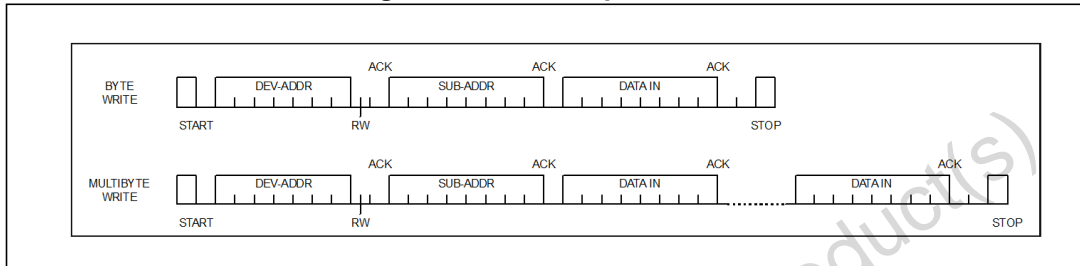 ACK ACK ACK
BYTE WRITE DEV-ADDR SUB-ADDR DATA IN
START RW STOP
ACK ACK ACK ACK
MULTIBYTE WRITE DEV-ADDR SUB-ADDR DATA IN DATA IN
START RW STOP
duct(s)